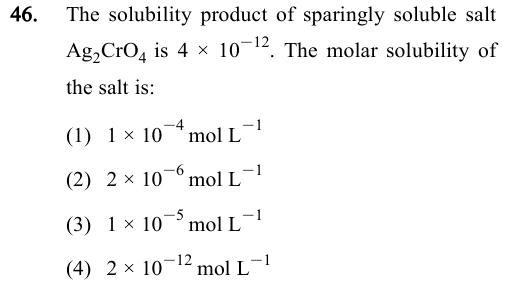 46. The solubility product of sparingly soluble salt
Ag₂CrO₄ is 4 × 10⁻¹². The molar solubility of
the salt is:
(1) 1 × 10⁻⁴ mol L⁻¹
(2) 2 × 10⁻⁶ mol L⁻¹
(3) 1 × 10⁻⁵ mol L⁻¹
(4) 2 × 10⁻¹² mol L⁻¹